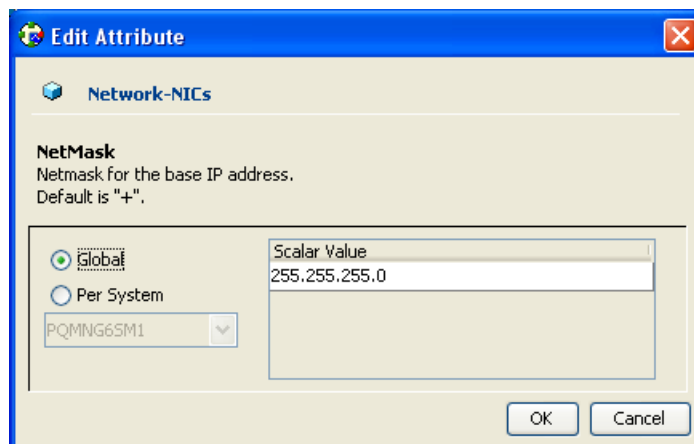 Edit Attribute
Network-NICs
NetMask
Netmask for the base IP address.
Default is "+".
Global
Scalar Value
255.255.255.0
Per System
PQMNG6SM1
OK
Cancel